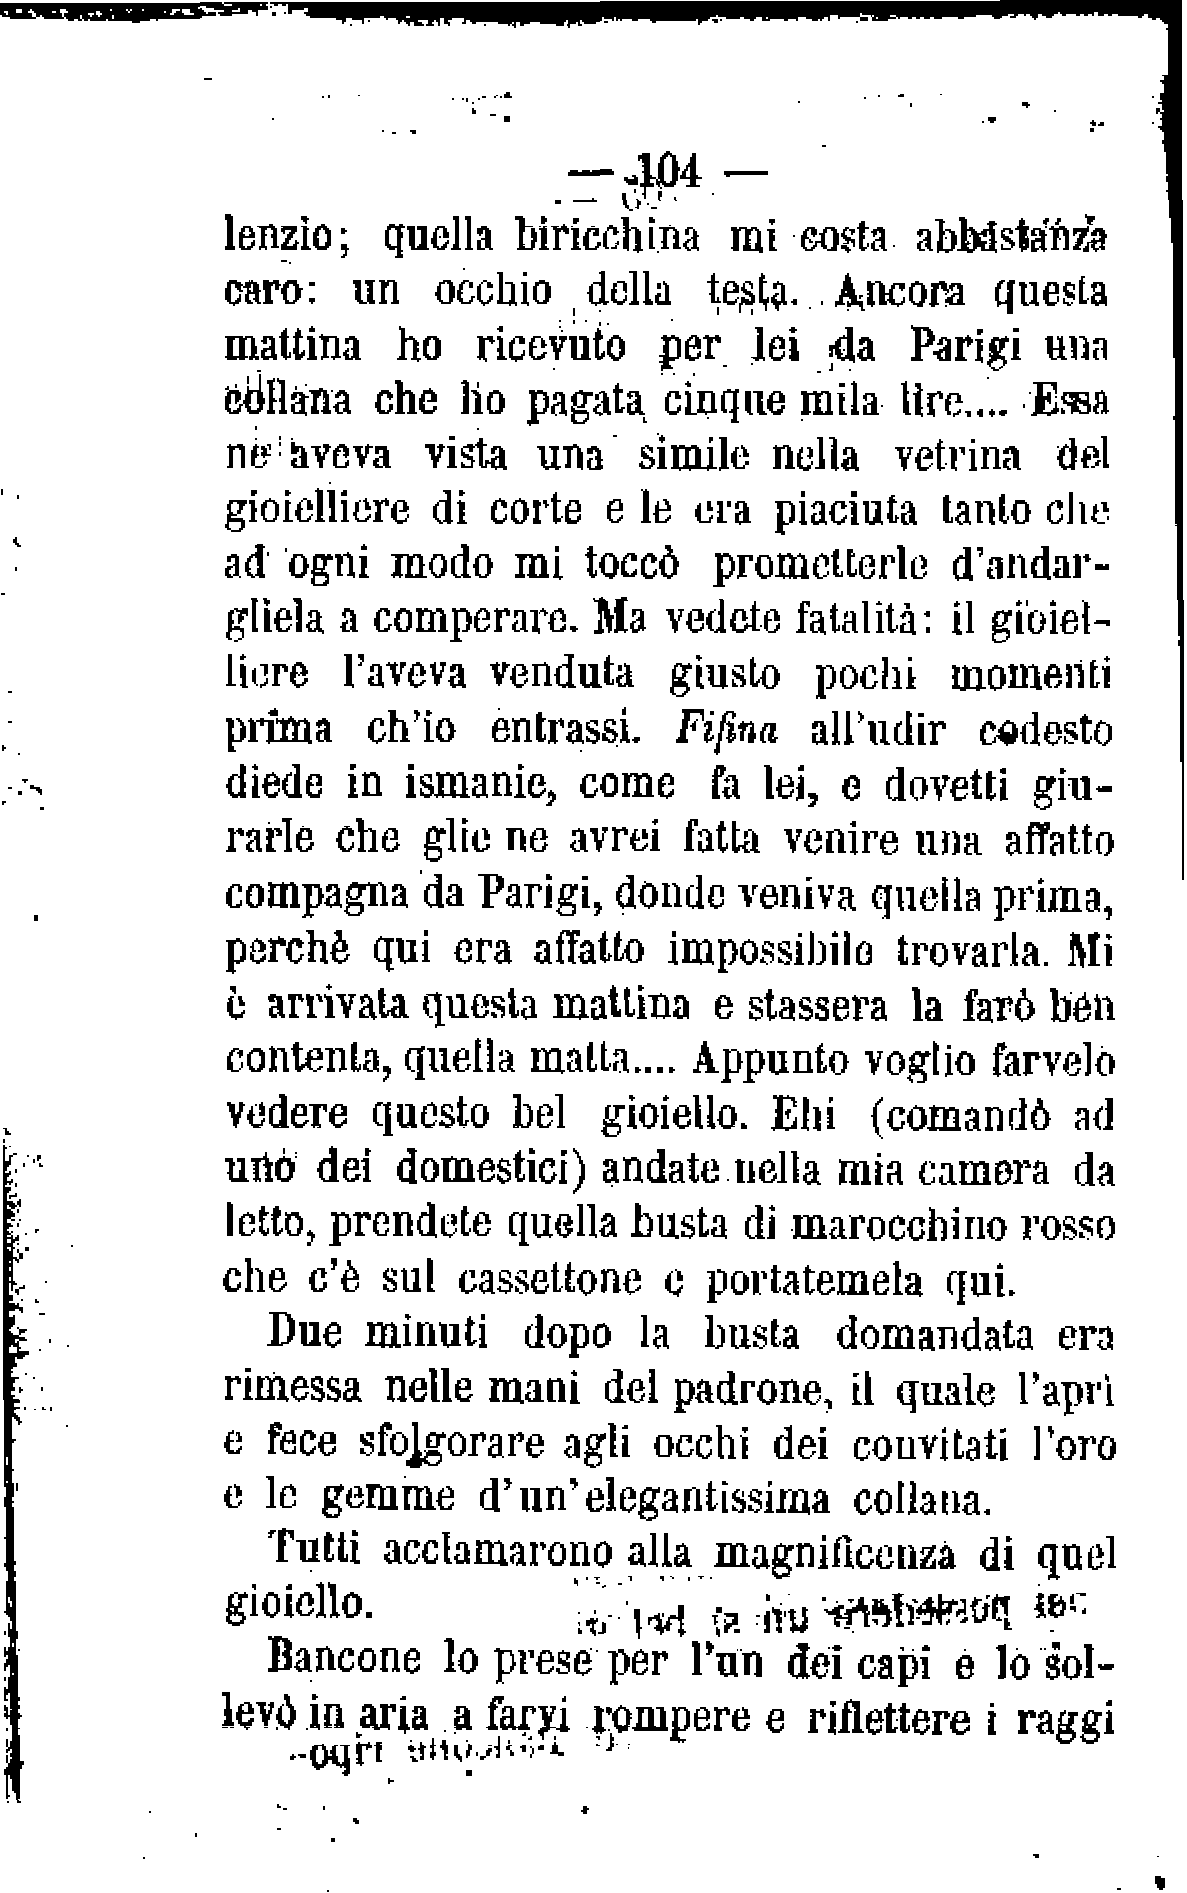 — 104 —
lenzio; quella biricchina mi costa abbastanza
caro: un occhio della testa. Ancora questa
mattina ho ricevuto per lei da Parigi una
collana che ho pagata cinque mila lire.... Essa
ne aveva vista una simile nella vetrina del
gioielliere di corte e le era piaciuta tanto che
ad ogni modo mi toccò prometterle d'andar-
gliela a comperare. Ma vedete fatalità: il gioiel-
liere l'aveva venduta giusto pochi momenti
prima ch'io entrassi. Fifina all'udir codesto
diede in ismanie, come fa lei, e dovetti giu-
rarle che glie ne avrei fatta venire una affatto
compagna da Parigi, donde veniva quella prima,
perchè qui era affatto impossibile trovarla. Mi
è arrivata questa mattina e stassera la farò ben
contenta, quella matta.... Appunto voglio farvelo
vedere questo bel gioiello. Ehi (comandò ad
uno dei domestici) andate nella mia camera da
letto, prendete quella busta di marocchino rosso
che c'è sul cassettone e portatemela qui.
Due minuti dopo la busta domandata era
rimessa nelle mani del padrone, il quale l'aprì
e fece sfolgorare agli occhi dei convitati l'oro
e le gemme d'un'elegantissima collana.
Tutti acclamarono alla magnificenza di quel
gioiello.
Bancone lo prese per l'un dei capi e lo sol-
levò in aria a farvi rompere e riflettere i raggi